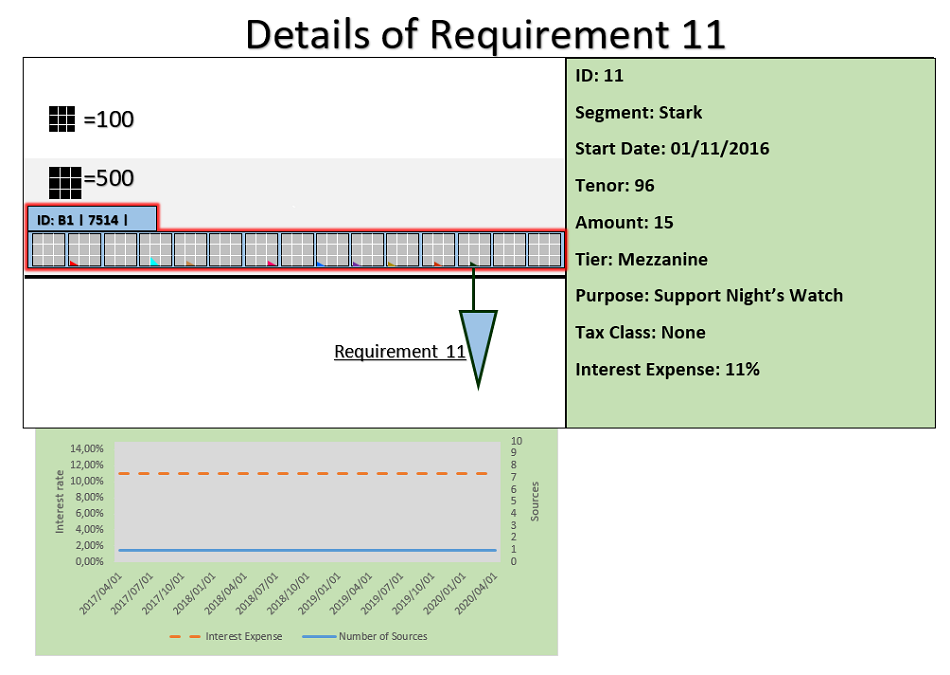 Details of Requirement 11
=100
=500
ID: B1 | 7514 |
Requirement 11
ID: 11
Segment: Stark
Start Date: 01/11/2016
Tenor: 96
Amount: 15
Tier: Mezzanine
Purpose: Support Night’s Watch
Tax Class: None
Interest Expense: 11%
Interest rate
14,00%
12,00%
10,00%
8,00%
6,00%
4,00%
2,00%
0,00%
10
9
8
7
6
5
4
3
2
1
0
Sources
2017/04/01
2017/07/01
2017/10/01
2018/01/01
2018/04/01
2018/07/01
2018/10/01
2019/01/01
2019/04/01
2019/07/01
2019/10/01
2020/01/01
2020/04/01
Interest Expense
Number of Sources